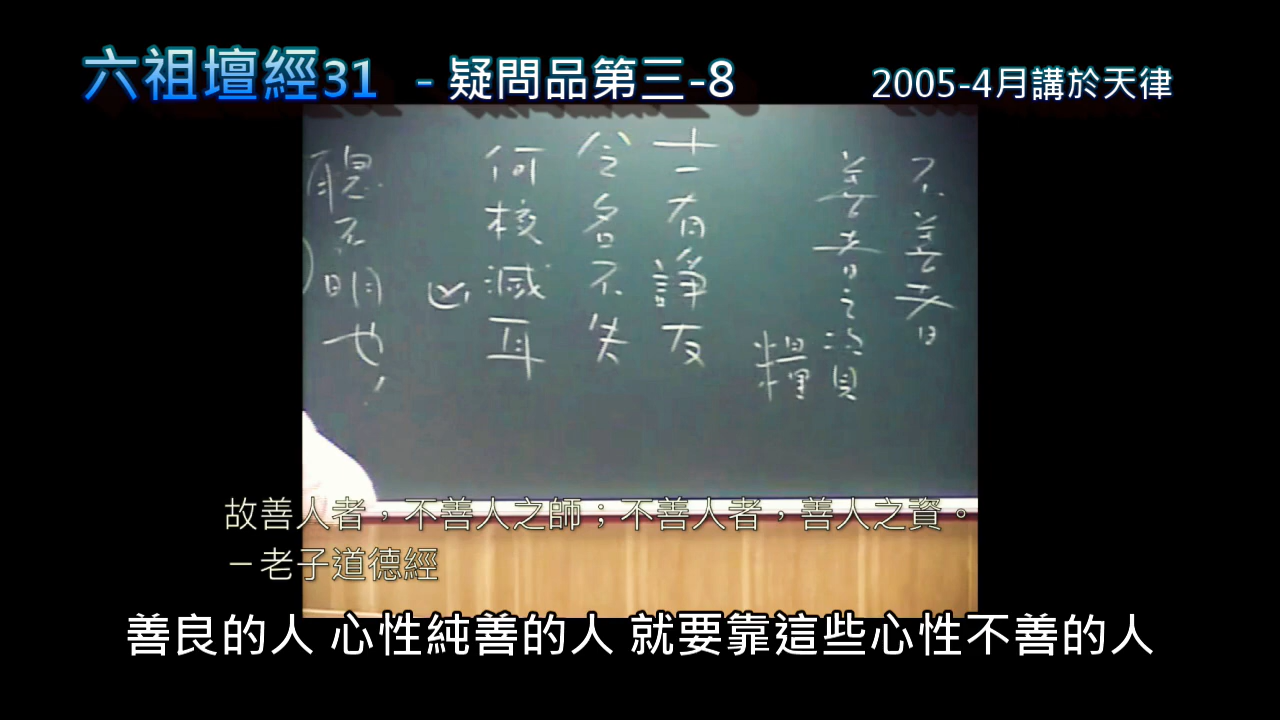 六祖壇經31 - 疑問品第三-8 2005-4月講於天律
不善者
善者之資
糧
士有諍友
令名不失
何校滅耳
凶
聰不明也
故善人者，不善人之師；不善人者，善人之資。
－老子道德經
善良的人 心性純善的人 就要靠這些心性不善的人